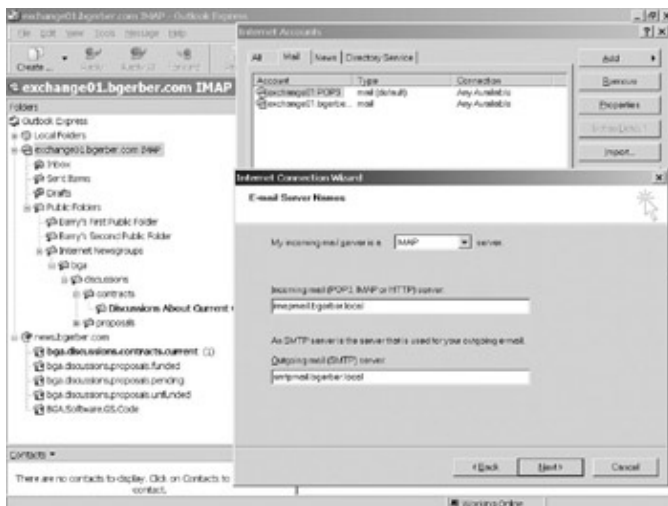 exchange01.bgerber.com IMAP - Outlook Express
File Edit View Tools Message Help
Create...
exchange01.bgerber.com IMAP
Folders
Outlook Express
Local Folders
exchange01.bgerber.com IMAP
Inbox
Sent Items
Drafts
Public Folders
Barry's First Public Folder
Barry's Second Public Folder
Internet Newsgroups
bga
discussions
contracts
Discussions About Current
proposals
news.bgerber.com
bga.discussions.contracts.current (1)
bga.discussions.proposals.funded
bga.discussions.proposals.pending
bga.discussions.proposals.unfunded
BGA.Software.GS.Code
Contacts
There are no contacts to display. Click on Contacts to
contact.
Internet Accounts
All Mail News Directory Service
Account Type Connection
exchange01 POP3 mail (default) Any Available
exchange01.bgerbe... mail Any Available
Add
Remove
Properties
Import...
Internet Connection Wizard
E-mail Server Names
My incoming mail server is a IMAP server.
Incoming mail (POP3, IMAP or HTTP) server:
imapmail.bgerber.local
An SMTP server is the server that is used for your outgoing e-mail.
Outgoing mail (SMTP) server:
smtpmail.bgerber.local
< Back Next > Cancel
Working Online